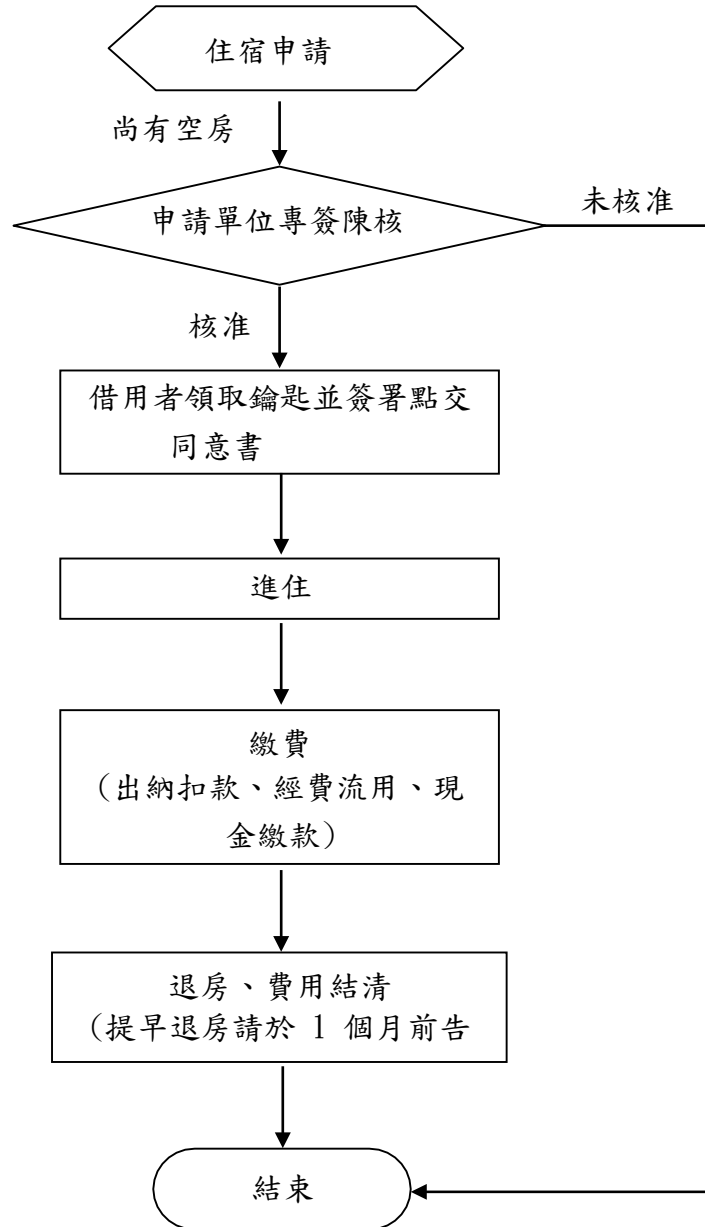 住宿申請
尚有空房
申請單位專簽陳核
未核准
核准
借用者領取鑰匙並簽署點交
同意書
進住
繳費
(出納扣款、經費流用、現
金繳款)
退房、費用結清
(提早退房請於 1 個月前告
結束